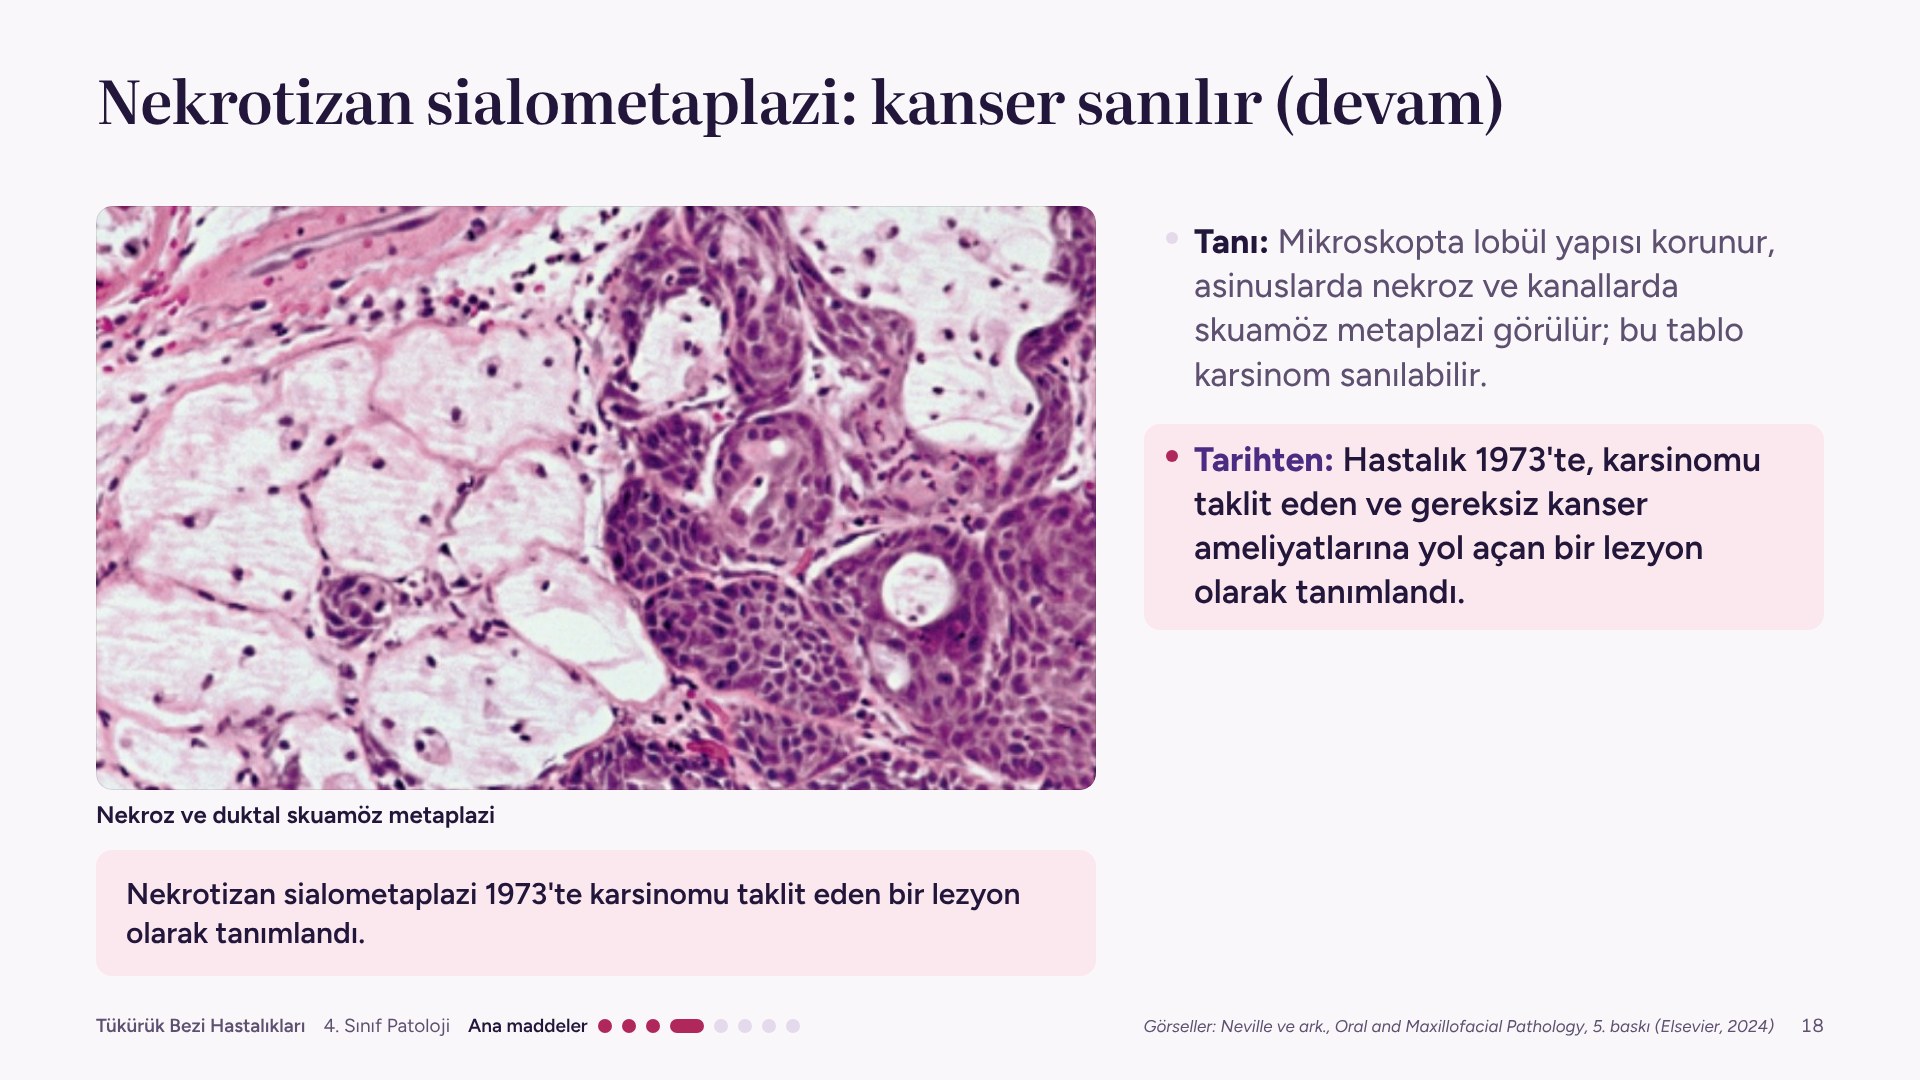 Nekrotizan sialometaplazi: kanser sanılır (devam)
Tanı: Mikroskopta lobül yapısı korunur,
asinuslarda nekroz ve kanallarda
skuamöz metaplazi görülür; bu tablo
karsinom sanılabilir.
Tarihten: Hastalık 1973'te, karsinomu
taklit eden ve gereksiz kanser
ameliyatlarına yol açan bir lezyon
olarak tanımlandı.
Nekroz ve duktal skuamöz metaplazi
Nekrotizan sialometaplazi 1973'te karsinomu taklit eden bir lezyon
olarak tanımlandı.
Tükürük Bezi Hastalıkları 4. Sınıf Patoloji Ana maddeler
Görseller: Neville ve ark., Oral and Maxillofacial Pathology, 5. baskı (Elsevier, 2024) 18